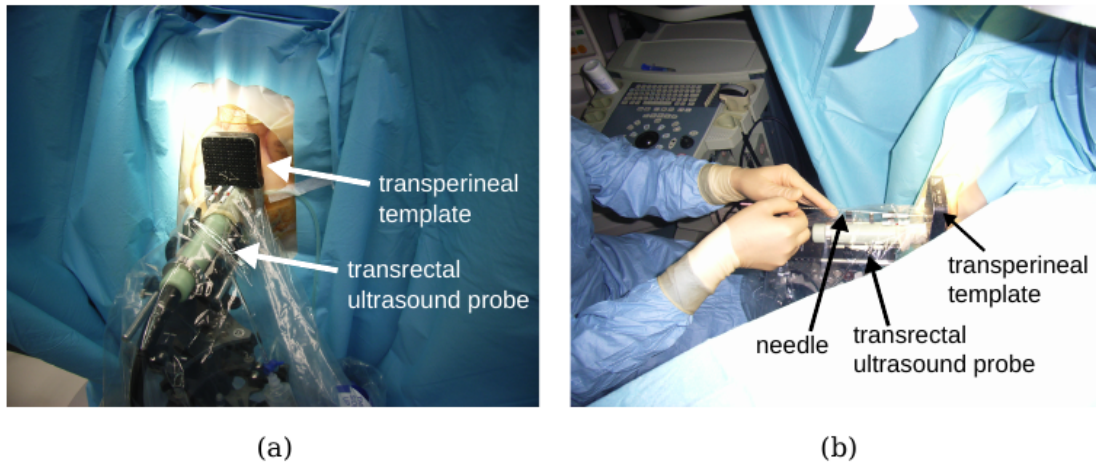 transperineal
template
transrectal
ultrasound probe
(a)
transperineal
template
needle
transrectal
ultrasound probe
(b)